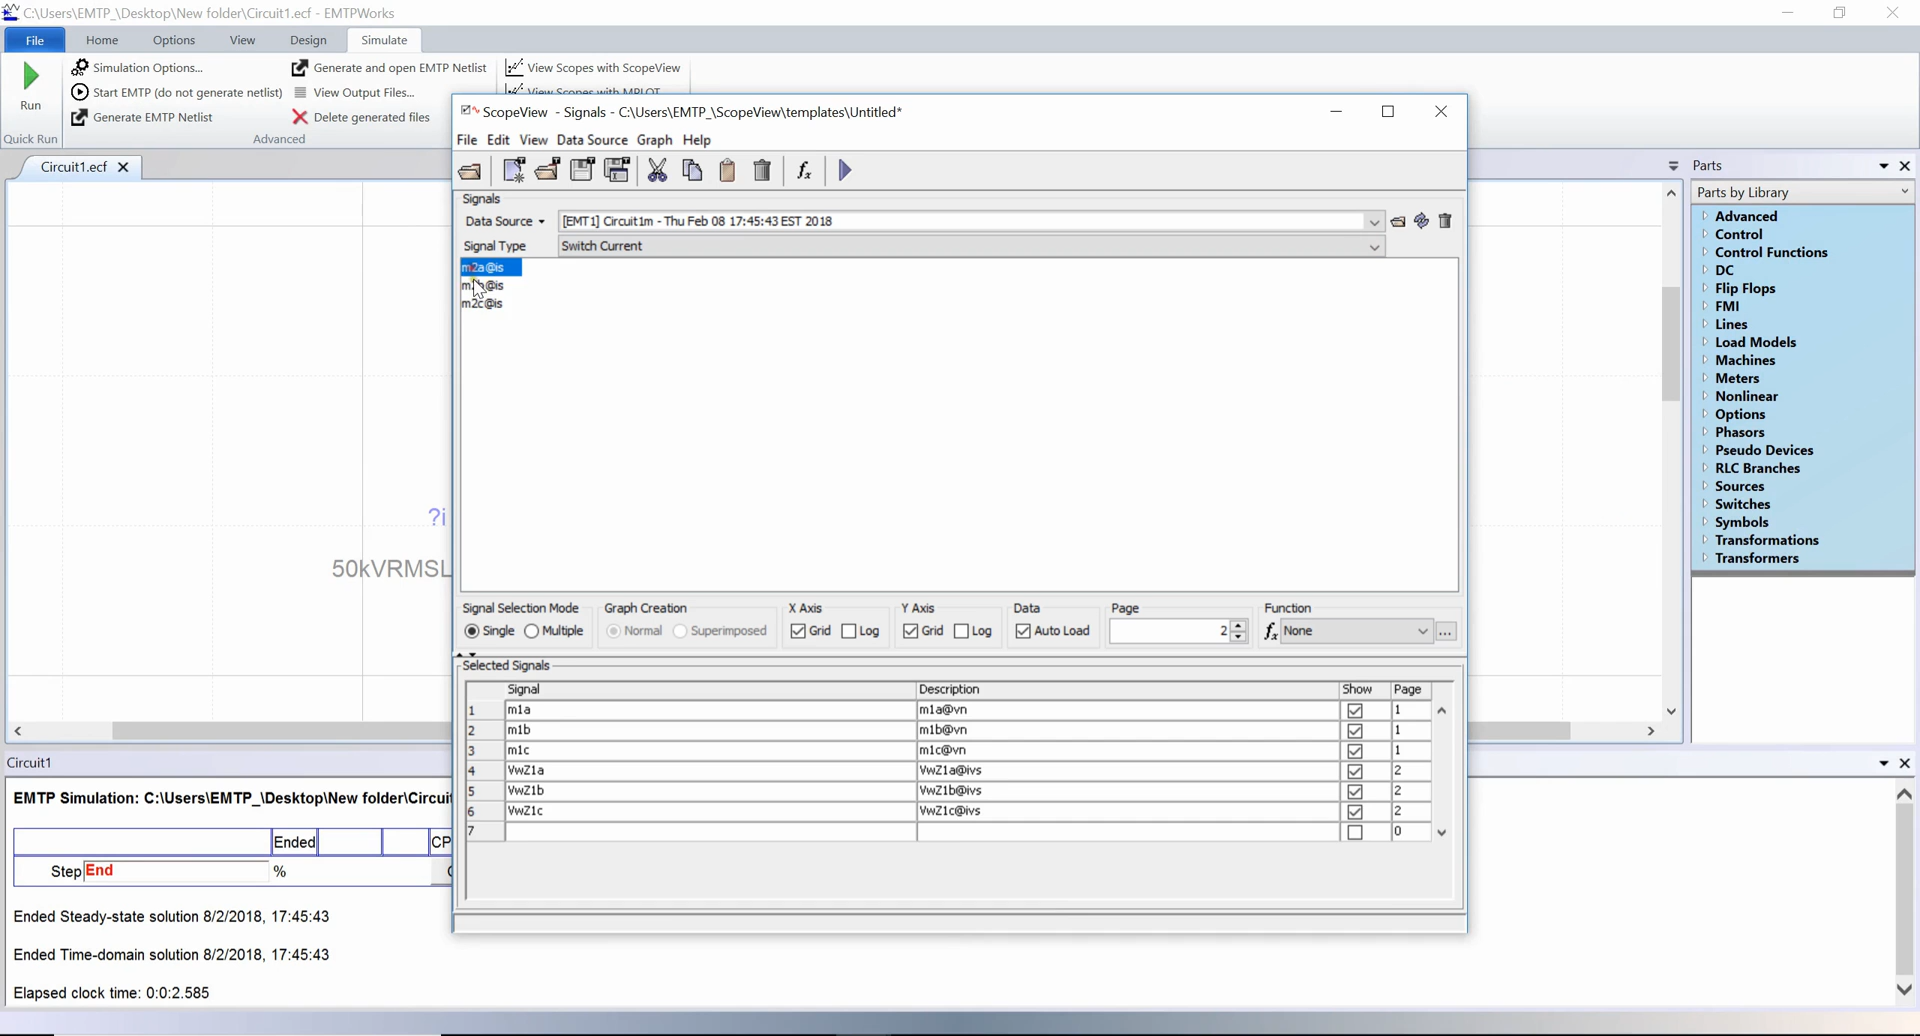 C:\Users\EMTP_\Desktop\New folder\Circuit1.ecf - EMTPWorks
File Home Options View Design Simulate
Run
Quick Run
Simulation Options...
Start EMTP (do not generate netlist)
Generate EMTP Netlist
Generate and open EMTP Netlist
View Output Files...
Delete generated files
Advanced
View Scopes with ScopeView
View Scopes with MPLOT
Circuit1.ecf
?i
50kVRMSL
ScopeView - Signals - C:\Users\EMTP_\ScopeView\templates\Untitled*
File Edit View Data Source Graph Help
Signals
Data Source [EMT1] Circuit1m - Thu Feb 08 17:45:43 EST 2018
Signal Type Switch Current
m2a@is
m2b@is
m2c@is
Signal Selection Mode Graph Creation X Axis Y Axis Data Page Function
Single Multiple Normal Superimposed Grid Log Grid Log Auto Load 2 fx None ...
Selected Signals
Signal Description Show Page
1 m1a m1a@vn 1
2 m1b m1b@vn 1
3 m1c m1c@vn 1
4 VwZ1a VwZ1a@ivs 2
5 VwZ1b VwZ1b@ivs 2
6 VwZ1c VwZ1c@ivs 2
7 0
Parts
Parts by Library
Advanced
Control
Control Functions
DC
Flip Flops
FMI
Lines
Load Models
Machines
Meters
Nonlinear
Options
Phasors
Pseudo Devices
RLC Branches
Sources
Switches
Symbols
Transformations
Transformers
Circuit1
EMTP Simulation: C:\Users\EMTP_\Desktop\New folder\Circuit
Ended CP
Step End %
Ended Steady-state solution 8/2/2018, 17:45:43
Ended Time-domain solution 8/2/2018, 17:45:43
Elapsed clock time: 0:0:2.585